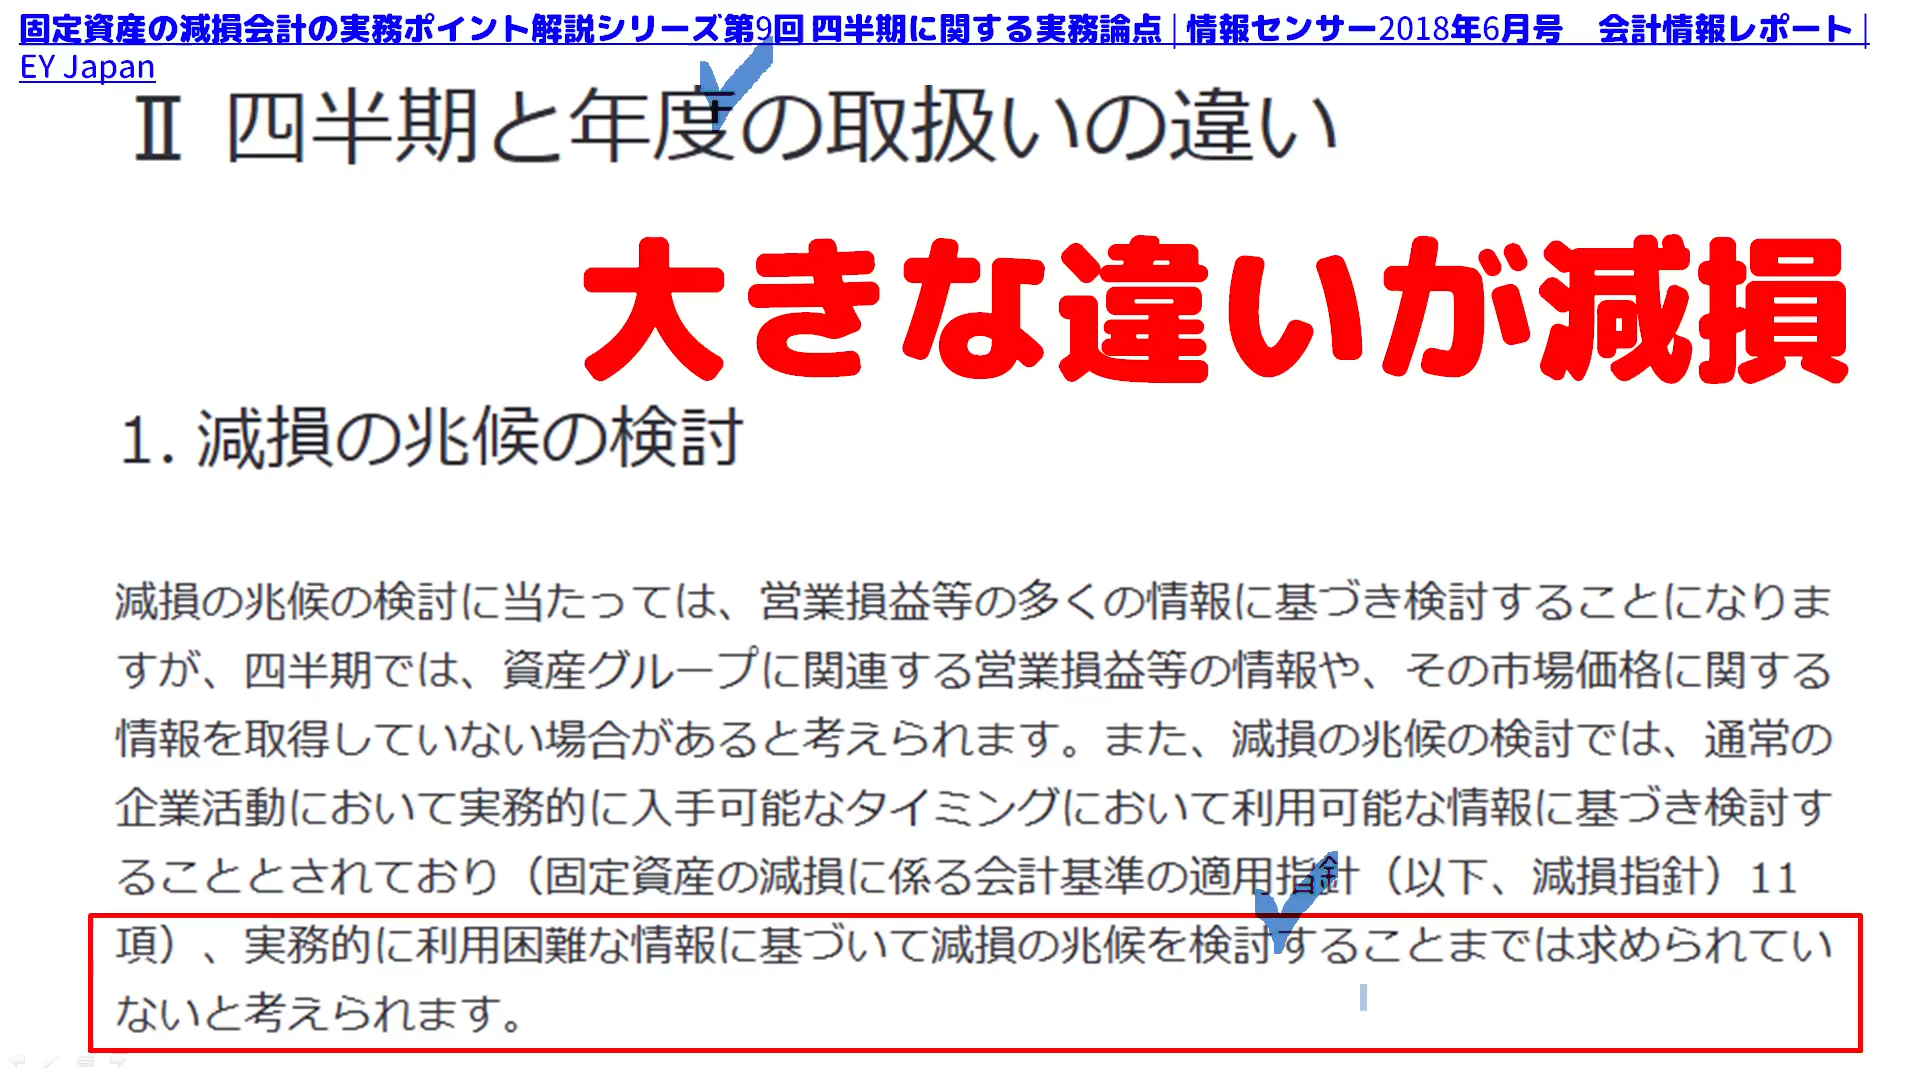 固定資産の減損会計の実務ポイント解説シリーズ第9回 四半期に関する実務論点 | 情報センサー2018年6月号　会計情報レポート |
EY Japan
Ⅱ 四半期と年度の取扱いの違い
大きな違いが減損
1. 減損の兆候の検討
減損の兆候の検討に当たっては、営業損益等の多くの情報に基づき検討することになりま
すが、四半期では、資産グループに関連する営業損益等の情報や、その市場価格に関する
情報を取得していない場合があると考えられます。また、減損の兆候の検討では、通常の
企業活動において実務的に入手可能なタイミングにおいて利用可能な情報に基づき検討す
ることとされており（固定資産の減損に係る会計基準の適用指針（以下、減損指針）11
項）、実務的に利用困難な情報に基づいて減損の兆候を検討することまでは求められてい
ないと考えられます。